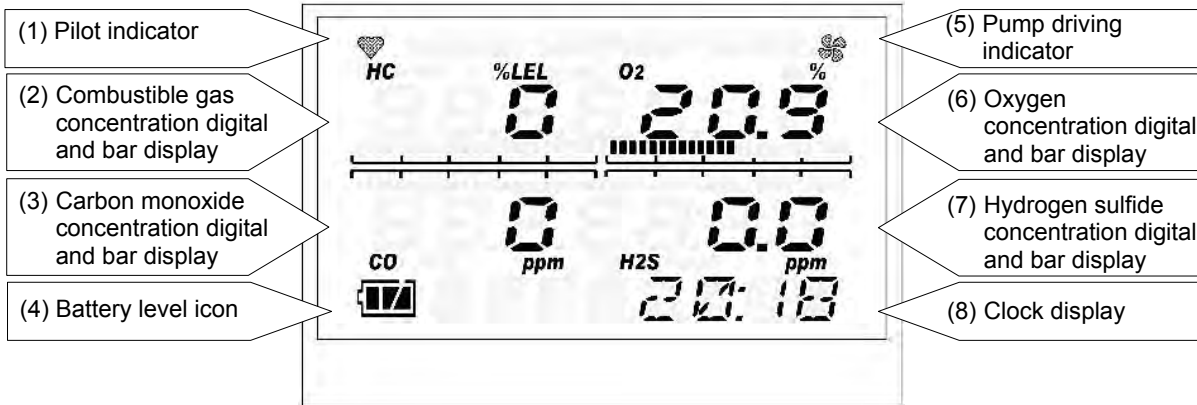 (1) Pilot indicator
(2) Combustible gas
concentration digital
and bar display
(3) Carbon monoxide
concentration digital
and bar display
(4) Battery level icon
HC %LEL O2 %
0 20.9
0 0.0
CO ppm H2S ppm
20:18
(5) Pump driving
indicator
(6) Oxygen
concentration digital
and bar display
(7) Hydrogen sulfide
concentration digital
and bar display
(8) Clock display